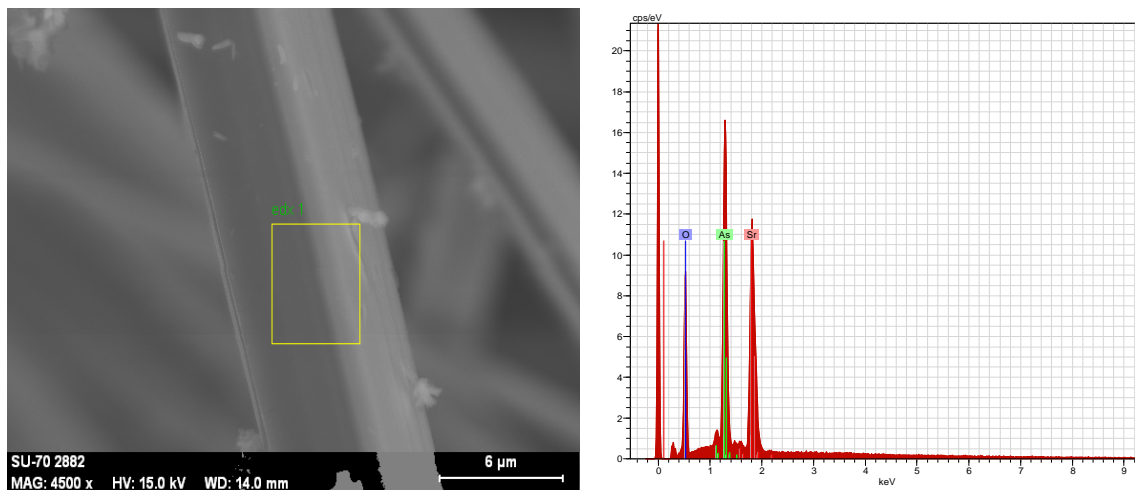 edx 1
SU-70 2882
MAG: 4500 x HV: 15.0 kV WD: 14.0 mm
6 μm
cps/eV
20
18
16
14
12
10
8
6
4
2
0
O
As
Sr
0 1 2 3 4 5 6 7 8 9
keV